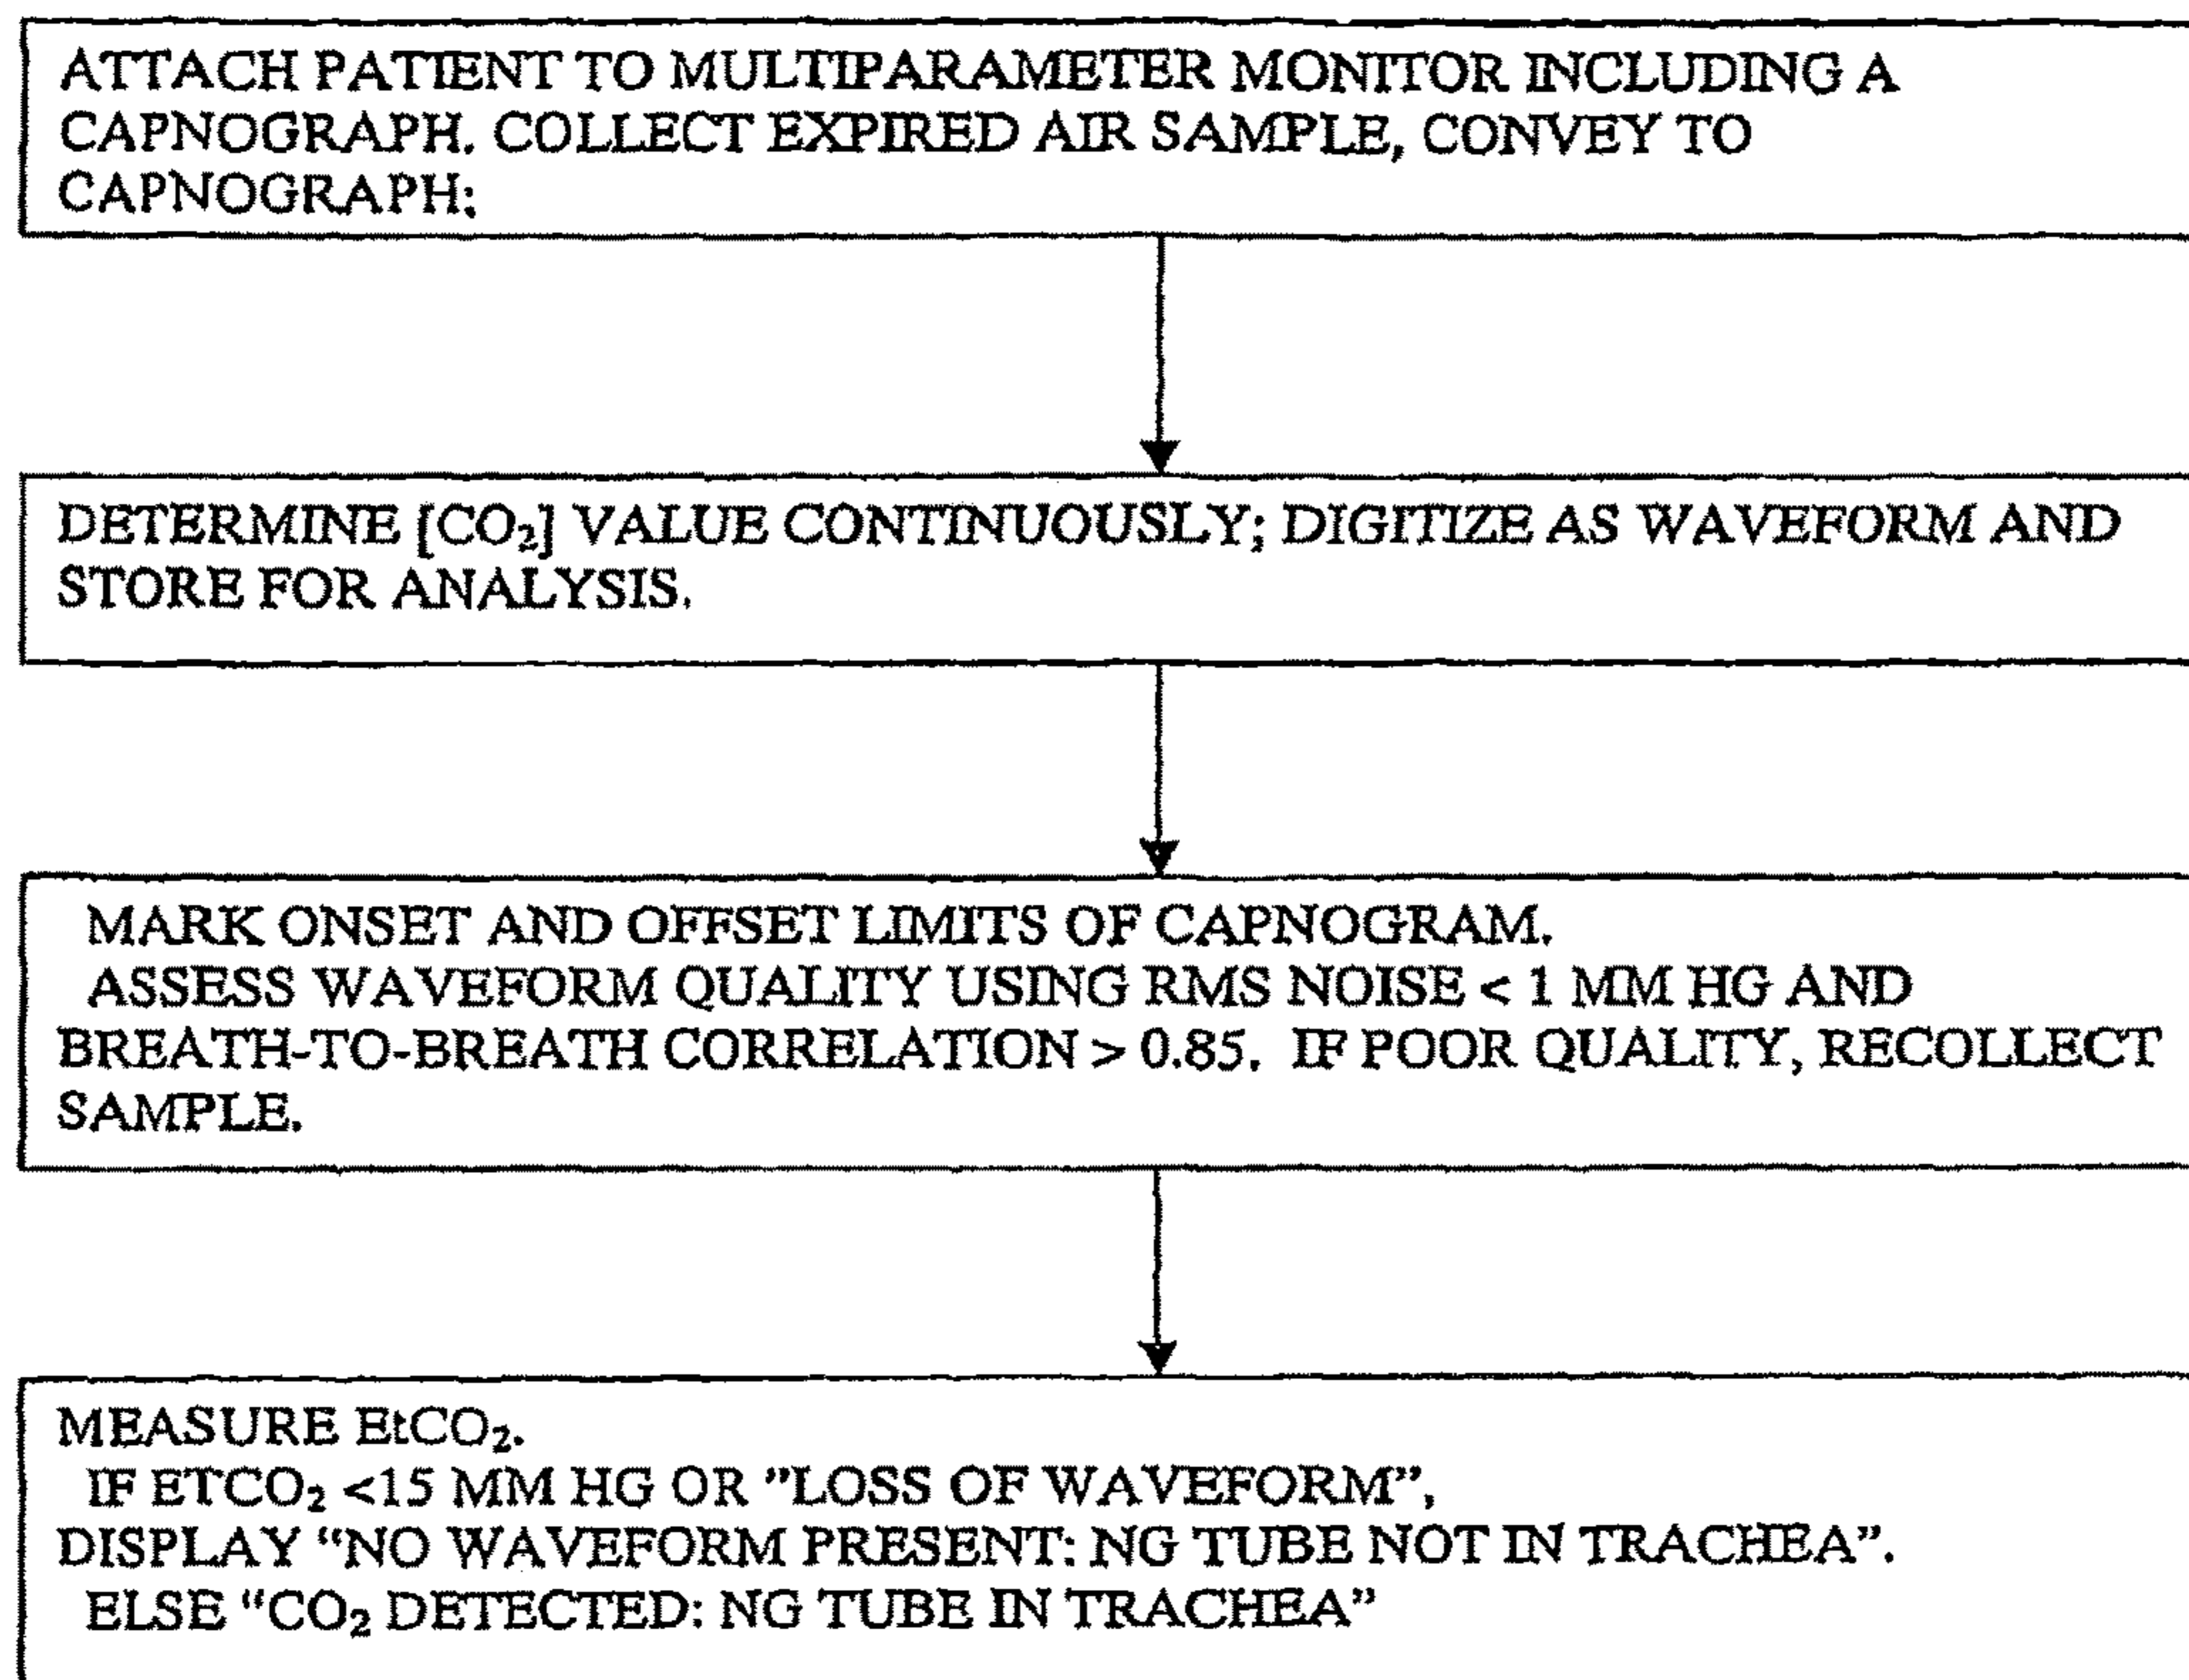 ATTACH PATIENT TO MULTIPARAMETER MONITOR INCLUDING A
CAPNOGRAPH. COLLECT EXPIRED AIR SAMPLE, CONVEY TO
CAPNOGRAPH;
DETERMINE [CO₂] VALUE CONTINUOUSLY; DIGITIZE AS WAVEFORM AND
STORE FOR ANALYSIS.
MARK ONSET AND OFFSET LIMITS OF CAPNOGRAM.
ASSESS WAVEFORM QUALITY USING RMS NOISE < 1 MM HG AND
BREATH-TO-BREATH CORRELATION > 0.85. IF POOR QUALITY, RECOLLECT
SAMPLE.
MEASURE EtCO₂.
IF ETCO₂ <15 MM HG OR ”LOSS OF WAVEFORM”,
DISPLAY “NO WAVEFORM PRESENT: NG TUBE NOT IN TRACHEA”.
ELSE “CO₂ DETECTED: NG TUBE IN TRACHEA”